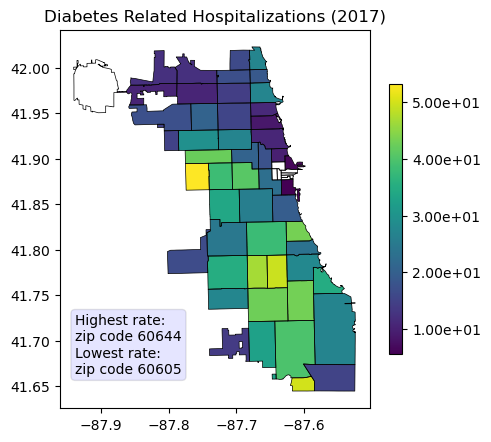 Diabetes Related Hospitalizations (2017)
42.00
41.95
41.90
41.85
41.80
41.75
41.70
41.65
5.00e+01
4.00e+01
3.00e+01
2.00e+01
1.00e+01
Highest rate:
zip code 60644
Lowest rate:
zip code 60605
−87.9
−87.8
−87.7
−87.6